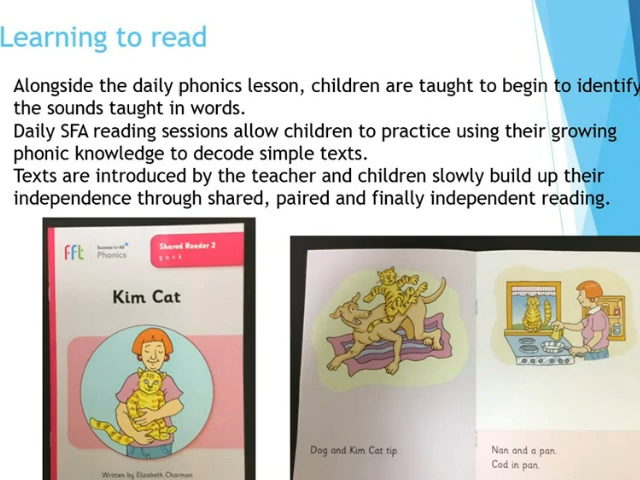 Learning to read
Alongside the daily phonics lesson, children are taught to begin to identify
the sounds taught in words.
Daily SFA reading sessions allow children to practice using their growing
phonic knowledge to decode simple texts.
Texts are introduced by the teacher and children slowly build up their
independence through shared, paired and finally independent reading.
fft
Success for All
Phonics
Shared Reader 2
Kim Cat
Written by Elizabeth Charman
Dog and Kim Cat tip.
Nan and a pan.
Cod in pan.